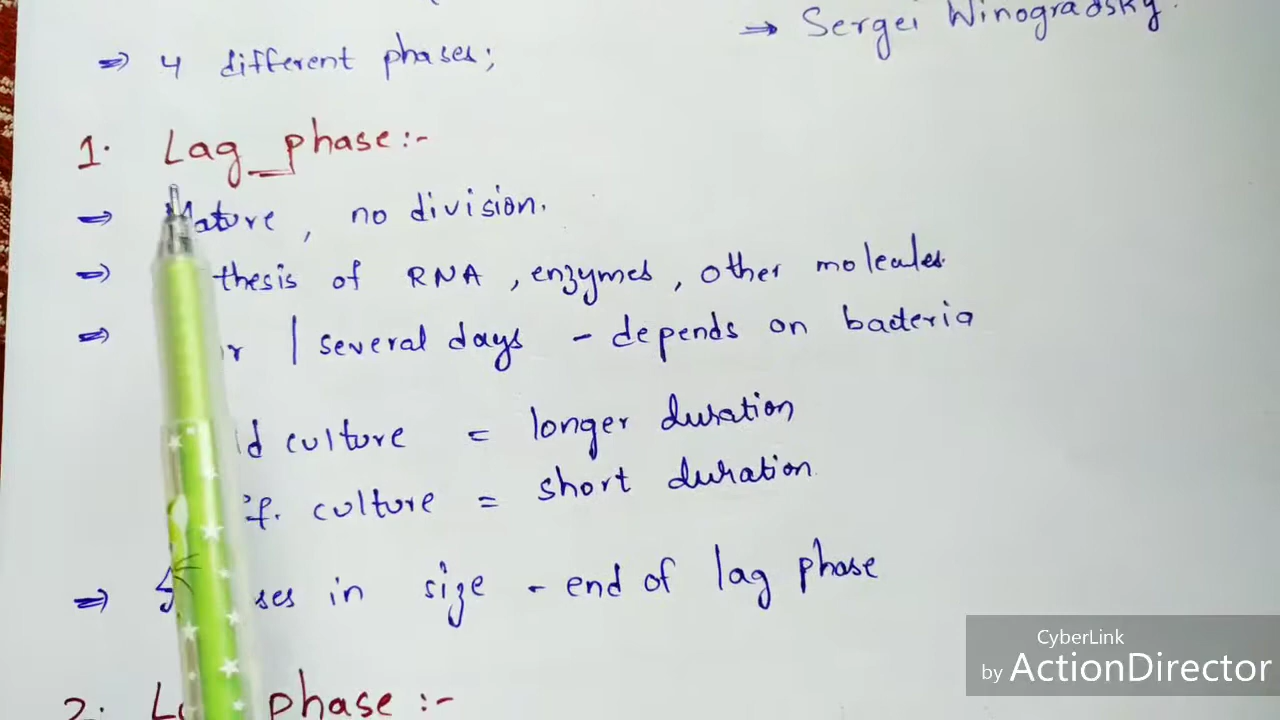 → Sergei Winogradsky.
⇒ 4 different phases;
1. Lag phase:-
⇒ Mature, no division.
⇒ thesis of RNA, enzymes, other molecules.
⇒ r | several days - depends on bacteria
ld culture = longer duration
f. culture = short duration
⇒ ses in size - end of lag phase
2. L phase:-
CyberLink
by ActionDirector